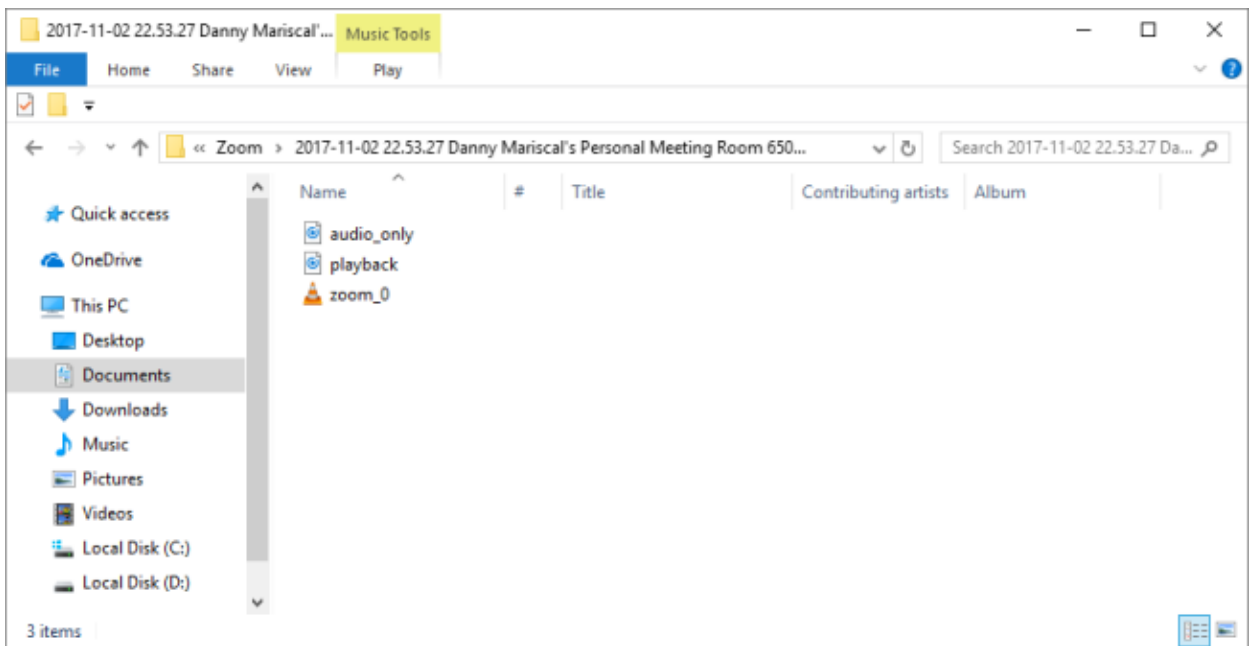 2017-11-02 22.53.27 Danny Mariscal'... Music Tools
File Home Share View Play
« Zoom › 2017-11-02 22.53.27 Danny Mariscal's Personal Meeting Room 650... Search 2017-11-02 22.53.27 Da...
Name # Title Contributing artists Album
Quick access
audio_only
OneDrive
playback
This PC
zoom_0
Desktop
Documents
Downloads
Music
Pictures
Videos
Local Disk (C:)
Local Disk (D:)
3 items